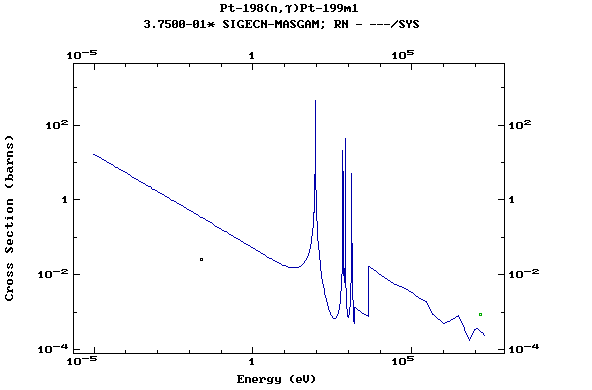 Pt-198(n,γ)Pt-199m1
3.7500-01* SIGECN-MASGAM; RN - ---/SYS
10⁻⁵ 1 10⁵
10² 10²
1 1
10⁻² 10⁻²
10⁻⁴ 10⁻⁴
10⁻⁵ 1 10⁵
Cross Section (barns)
Energy (eV)